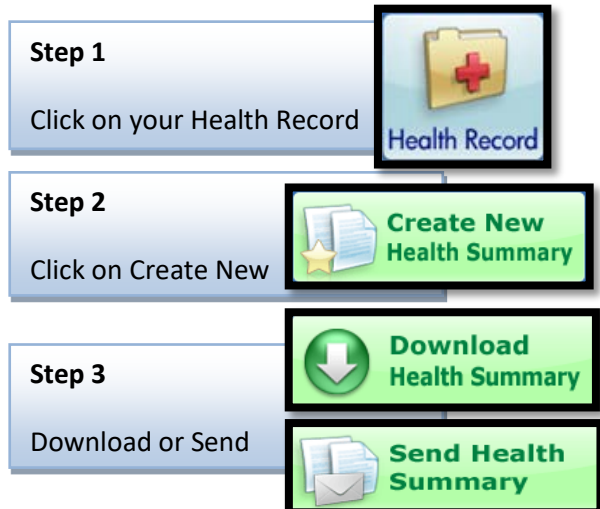 Step 1
Click on your Health Record
Health Record
Step 2
Click on Create New
Create New
Health Summary
Step 3
Download or Send
Download
Health Summary
Send Health
Summary